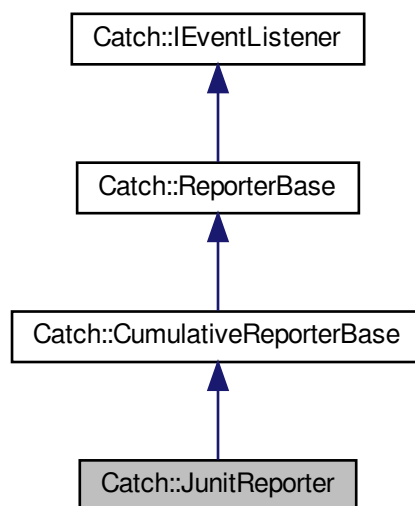 Catch::IEventListener
Catch::ReporterBase
Catch::CumulativeReporterBase
Catch::JunitReporter